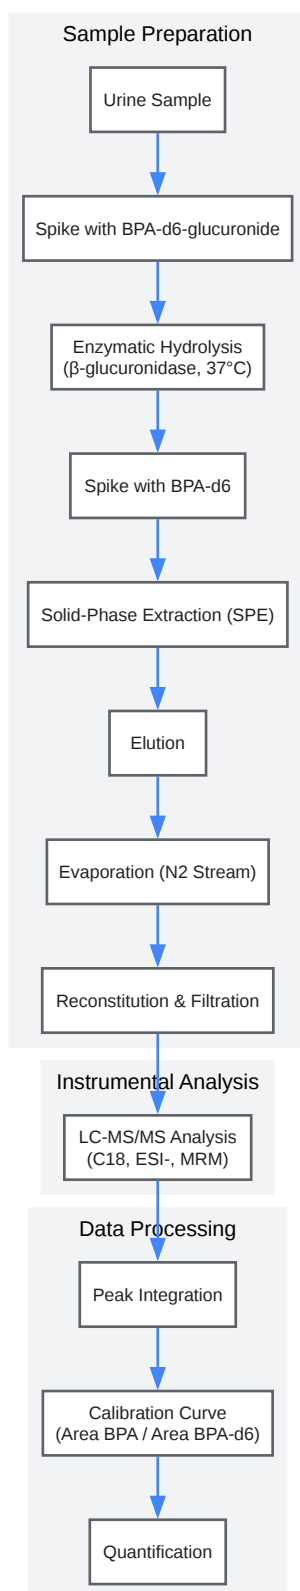 Sample Preparation
Urine Sample
Spike with BPA-d6-glucuronide
Enzymatic Hydrolysis
(β-glucuronidase, 37°C)
Spike with BPA-d6
Solid-Phase Extraction (SPE)
Elution
Evaporation (N2 Stream)
Reconstitution & Filtration
Instrumental Analysis
LC-MS/MS Analysis
(C18, ESI-, MRM)
Data Processing
Peak Integration
Calibration Curve
(Area BPA / Area BPA-d6)
Quantification